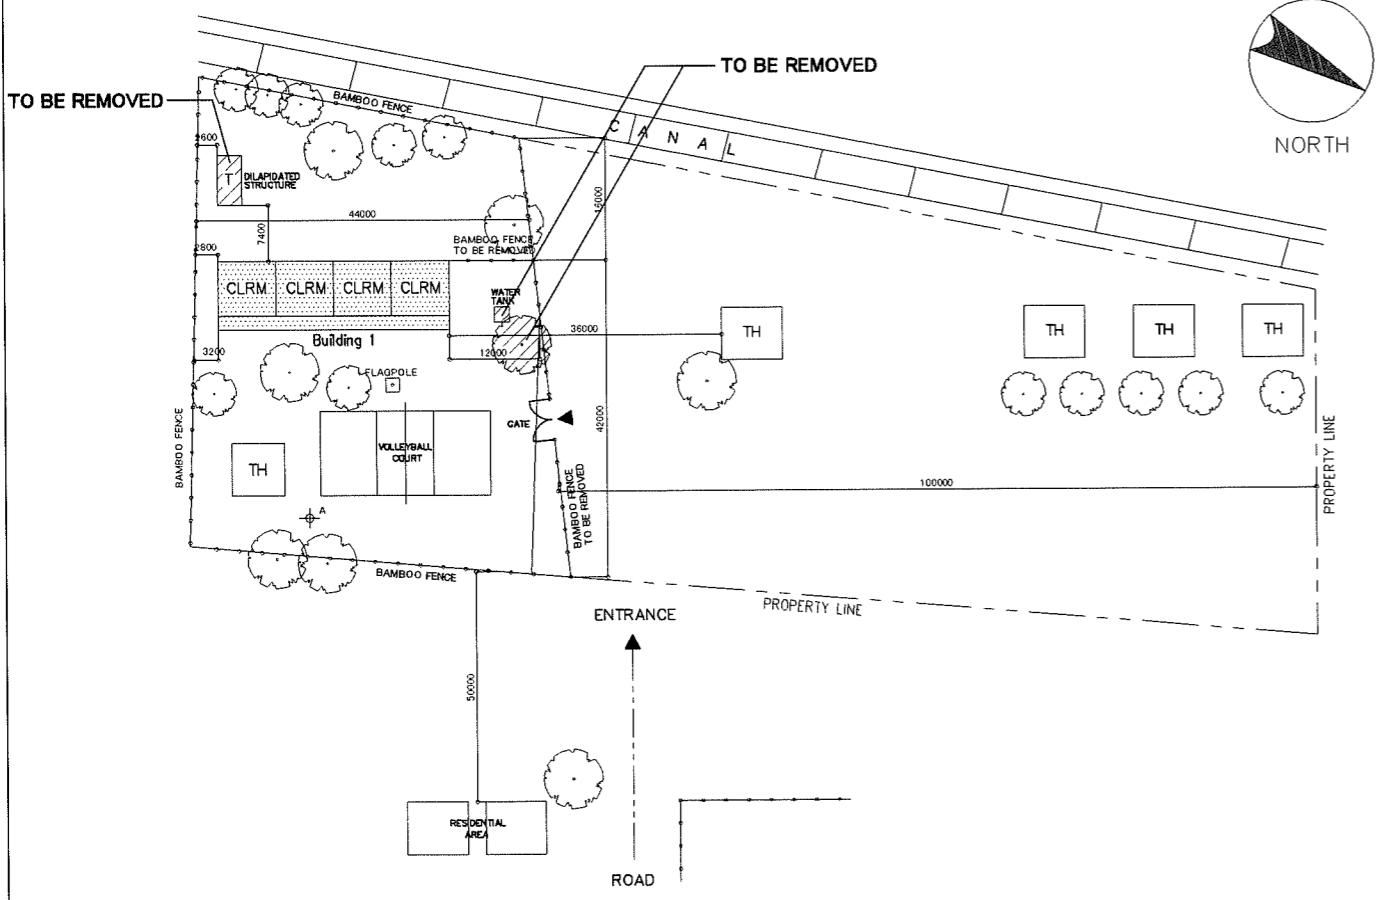 TO BE REMOVED
TO BE REMOVED
NORTH
BAMBOO FENCE
CANAL
2600
T
DILAPIDATED
STRUCTURE
44000
16000
7400
BAMBOO FENCE
TO BE REMOVED
2800
CLRM
CLRM
CLRM
CLRM
WATER
TANK
36000
TH
TH
TH
TH
Building 1
3200
12000
FLAGPOLE
BAMBOO FENCE
GATE
42000
VOLLEYBALL
COURT
TH
BAMBOO FENCE
TO BE REMOVED
100000
PROPERTY LINE
A
BAMBOO FENCE
PROPERTY LINE
ENTRANCE
50000
RESIDENTIAL
AREA
ROAD